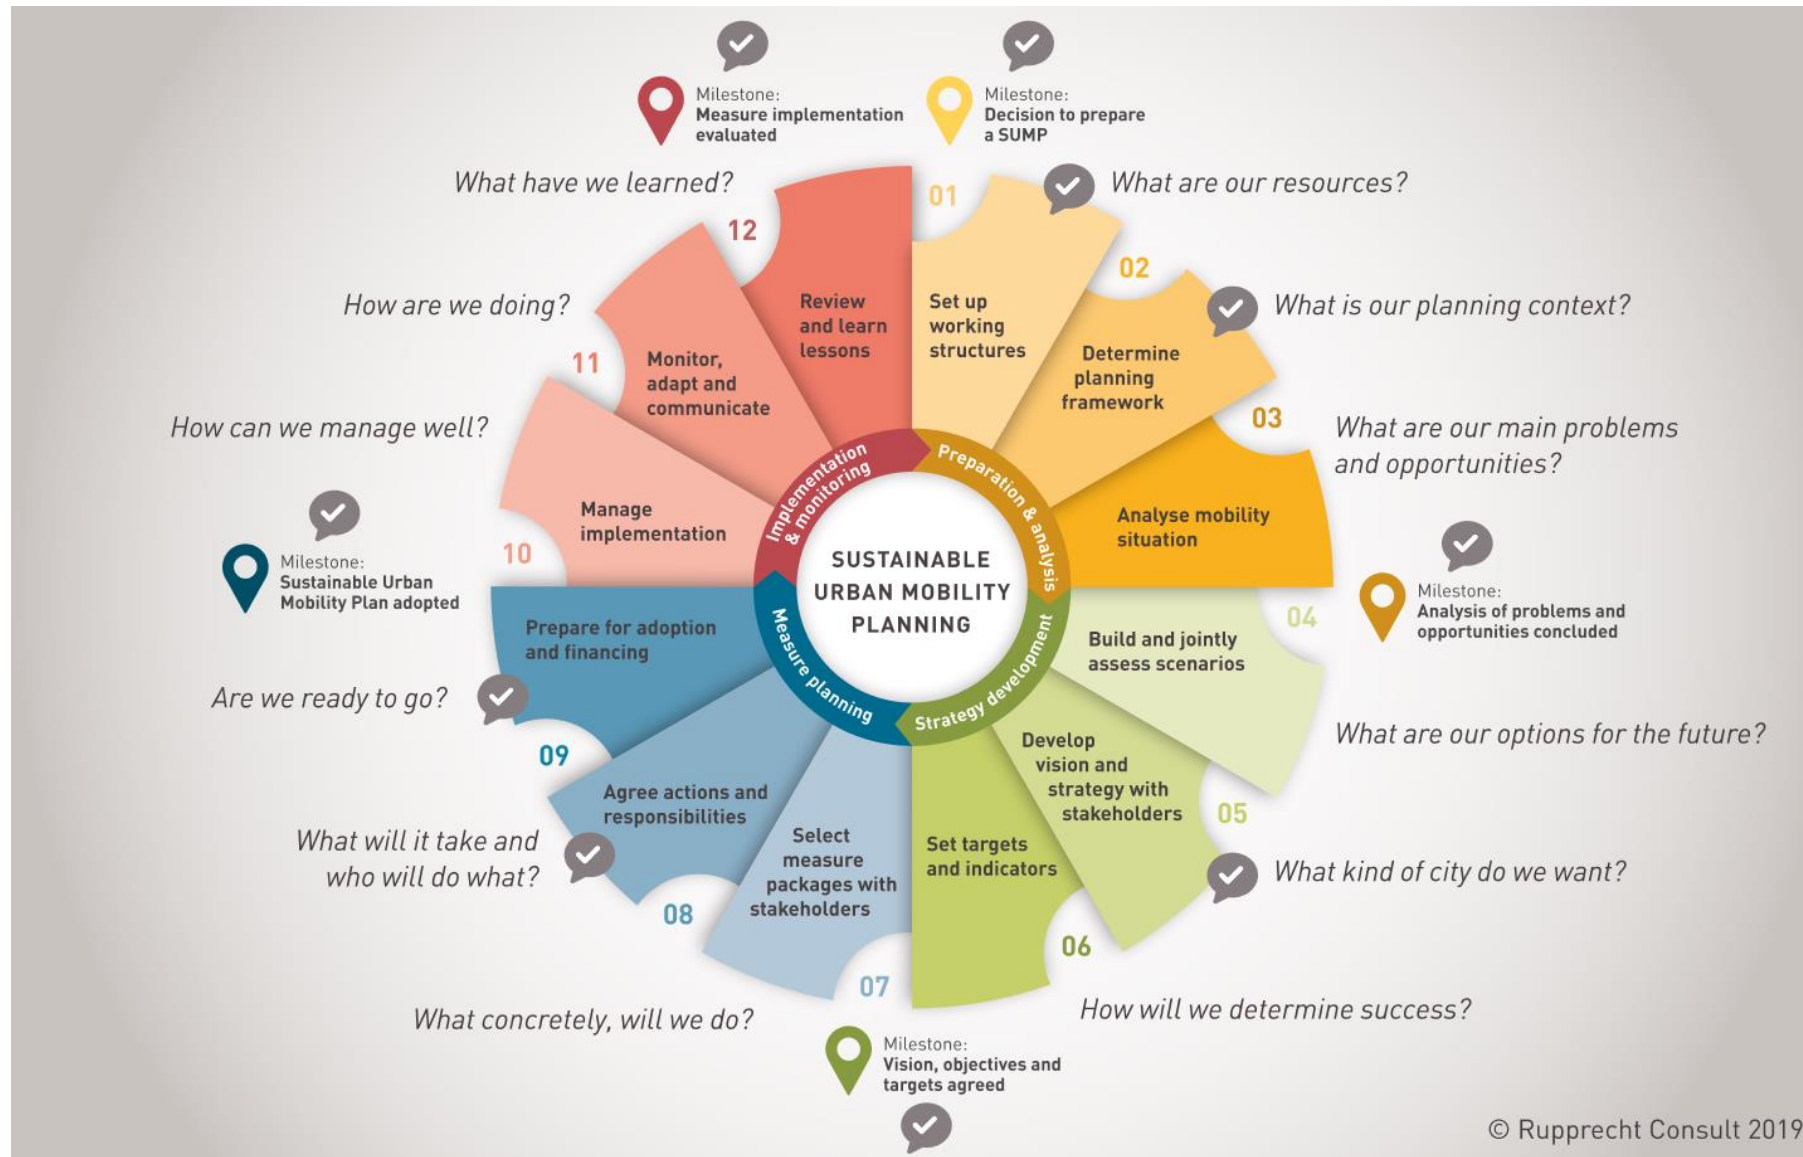 Milestone:
Measure implementation
evaluated
Milestone:
Decision to prepare
a SUMP
What have we learned?
What are our resources?
01
12
02
What is our planning context?
How are we doing?
Review
and learn
lessons
Set up
working
structures
Determine
planning
framework
11
Monitor,
adapt and
communicate
03
What are our main problems
and opportunities?
How can we manage well?
Analyse mobility
situation
Manage
implementation
10
Implementation
& monitoring
Preparation & analysis
SUSTAINABLE
URBAN MOBILITY
PLANNING
Measure planning
Strategy development
Milestone:
Sustainable Urban
Mobility Plan adopted
Milestone:
Analysis of problems and
opportunities concluded
04
Prepare for adoption
and financing
Build and jointly
assess scenarios
Are we ready to go?
What are our options for the future?
09
Develop
vision and
strategy with
stakeholders
05
Agree actions and
responsibilities
What will it take and
who will do what?
Select
measure
packages with
stakeholders
Set targets
and indicators
What kind of city do we want?
08
06
07
What concretely, will we do?
How will we determine success?
Milestone:
Vision, objectives and
targets agreed
© Rupprecht Consult 2019